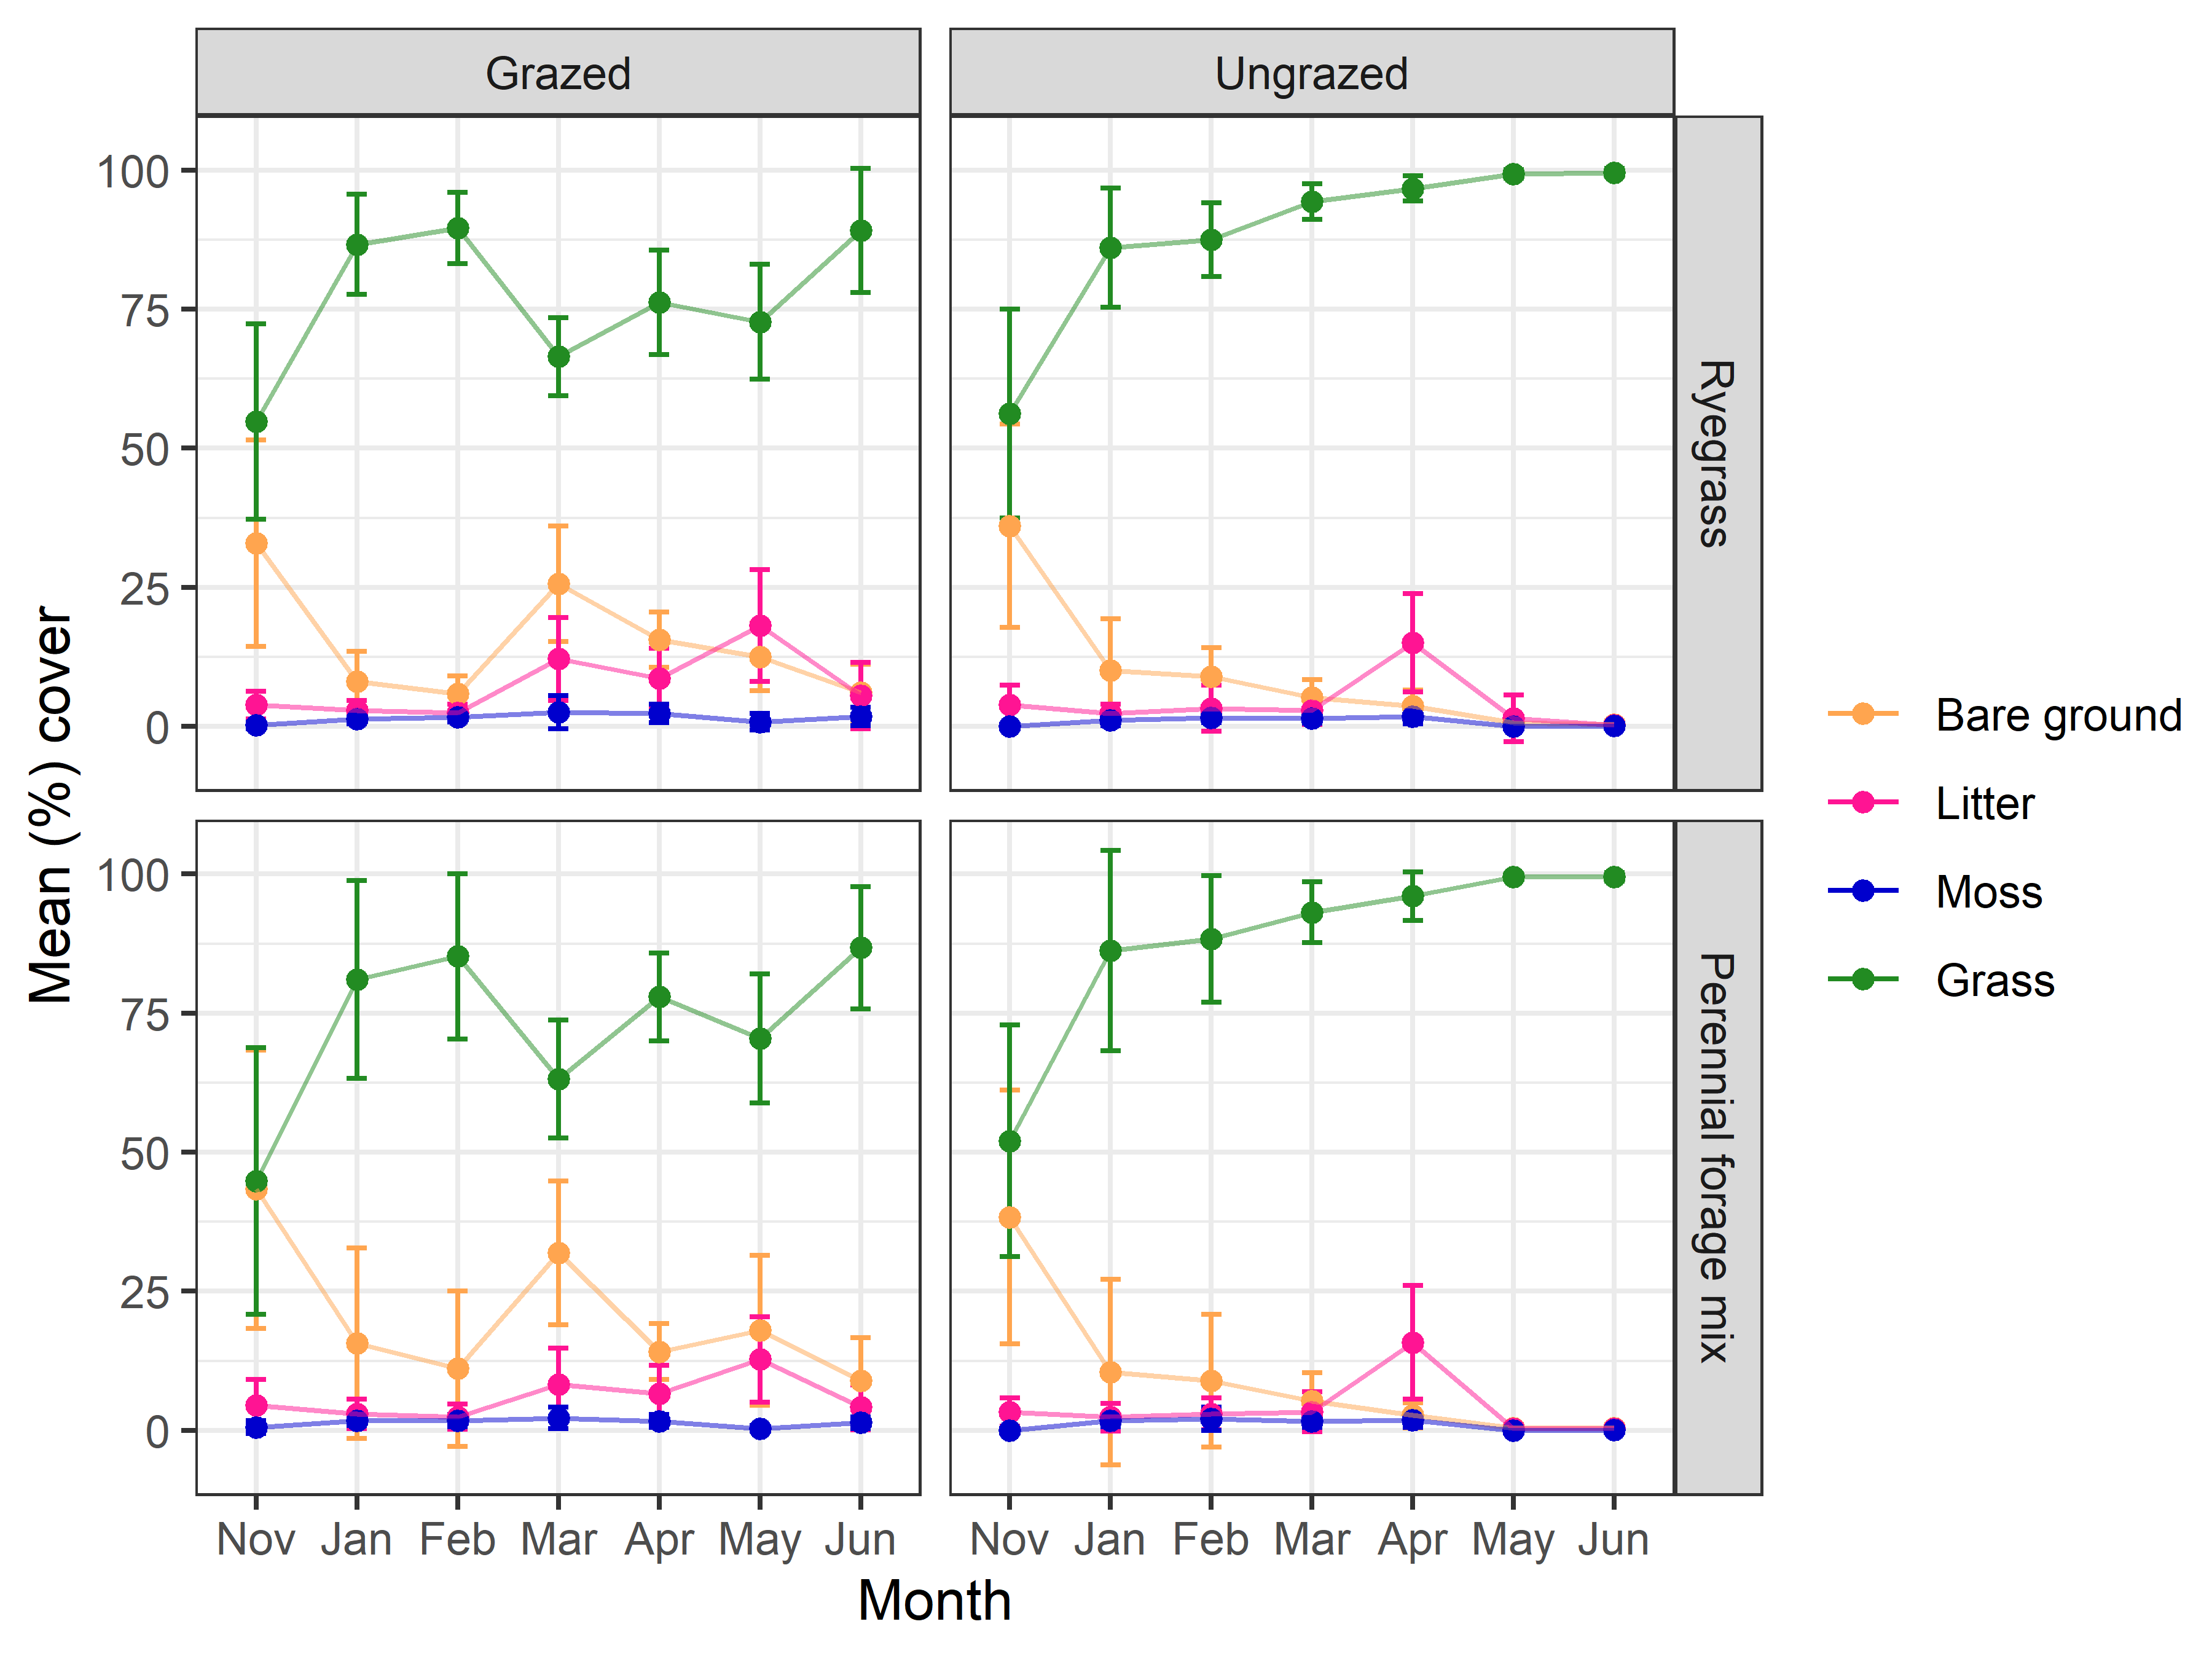 Grazed
Ungrazed
100
75
50
25
0
Ryegrass
100
75
50
25
0
Perennial forage mix
Mean (%) cover
Nov Jan Feb Mar Apr May Jun
Nov Jan Feb Mar Apr May Jun
Month
Bare ground
Litter
Moss
Grass